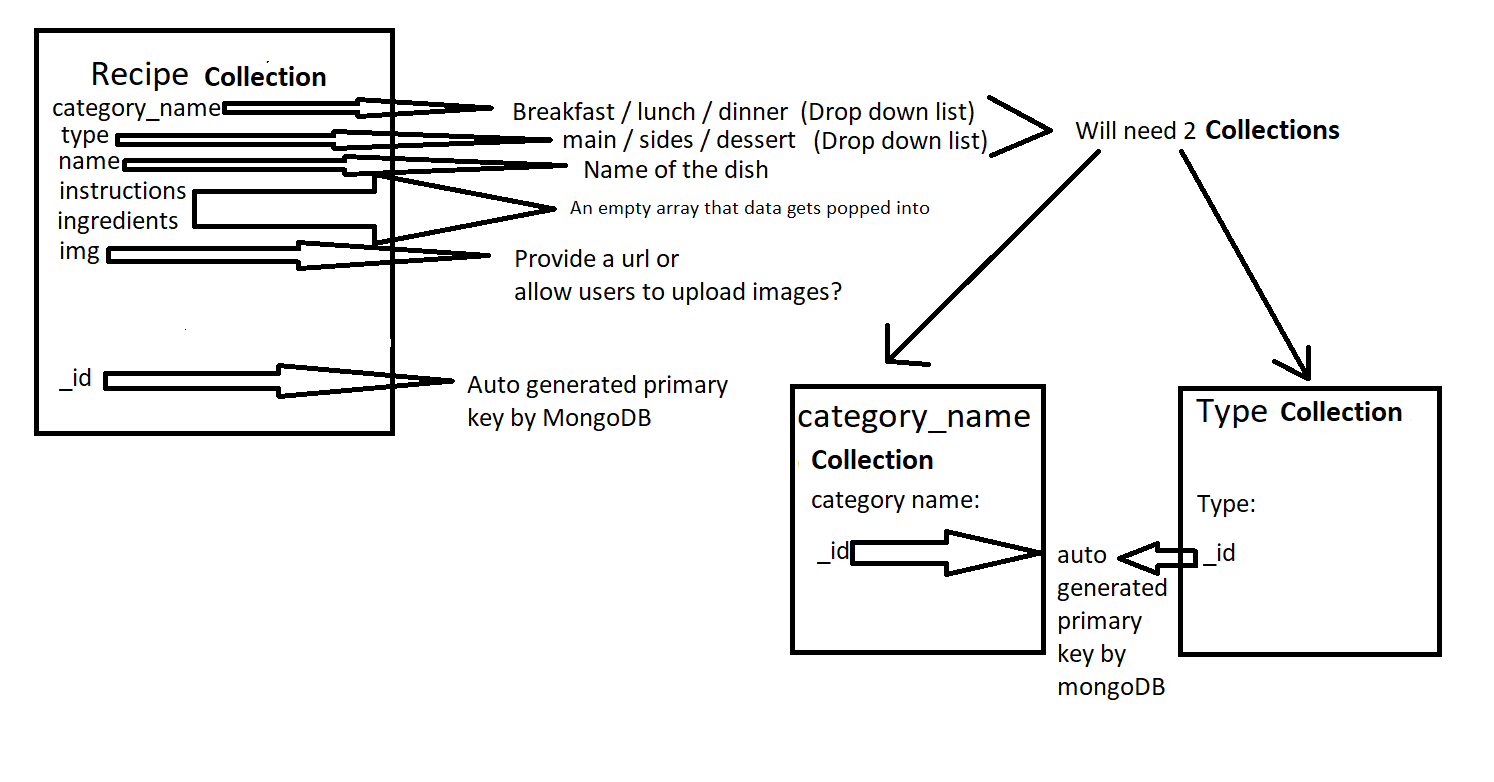 Recipe Collection
category_name
type
name
instructions
ingredients
img
_id
Breakfast / lunch / dinner (Drop down list)
main / sides / dessert (Drop down list)
Name of the dish
An empty array that data gets popped into
Provide a url or
allow users to upload images?
Auto generated primary
key by MongoDB
Will need 2 Collections
category_name
Collection
category name:
_id
auto
generated
primary
key by
mongoDB
Type Collection
Type:
_id